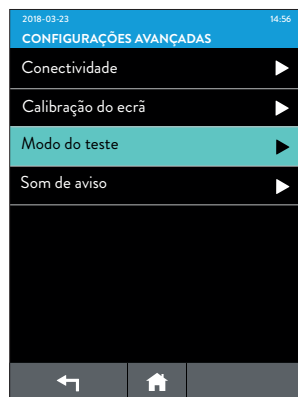 2018-03-23 14:56
CONFIGURAÇÕES AVANÇADAS
Conectividade
Calibração do ecrã
Modo do teste
Som de aviso